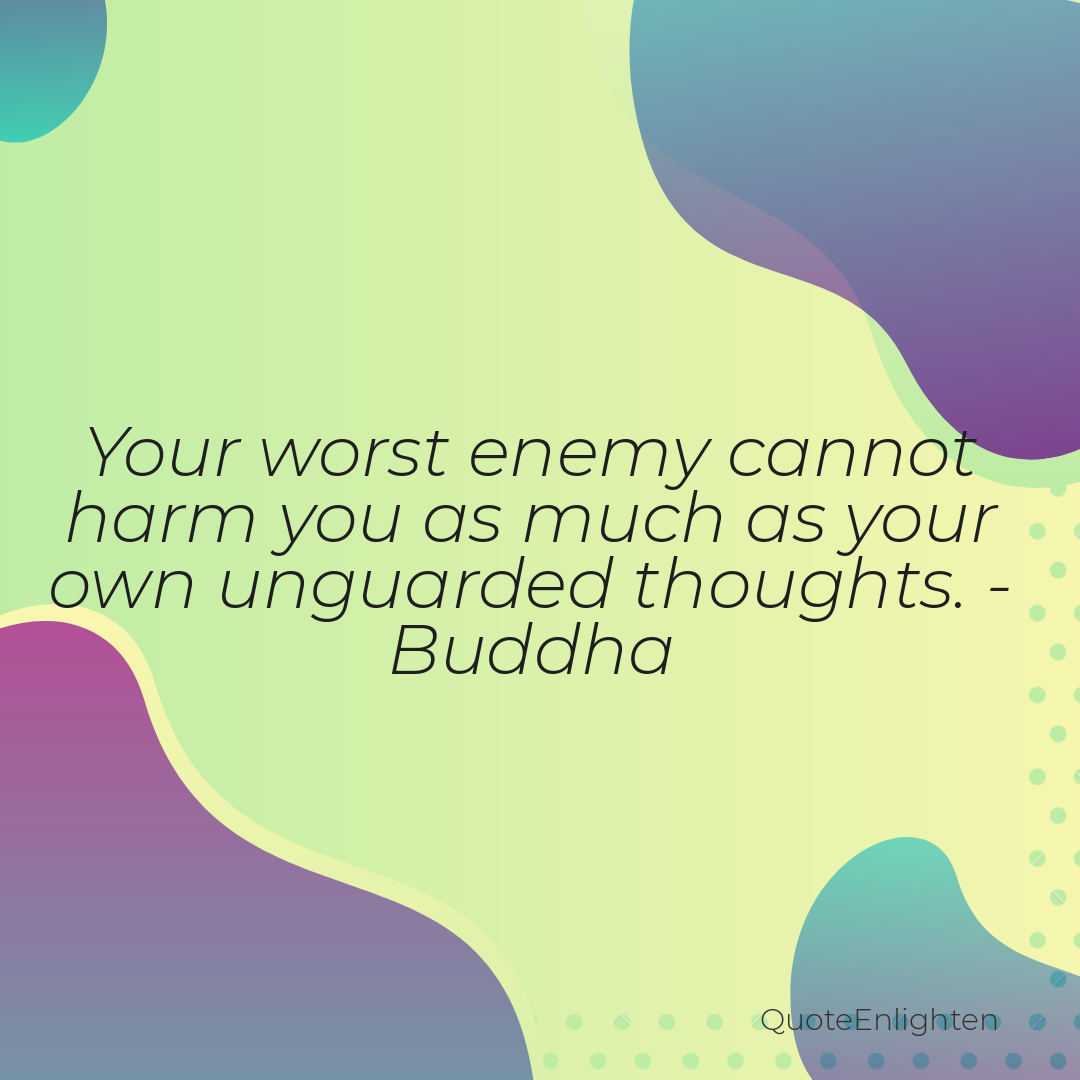 Your worst enemy cannot
harm you as much as your
own unguarded thoughts. -
Buddha
QuoteEnlighten